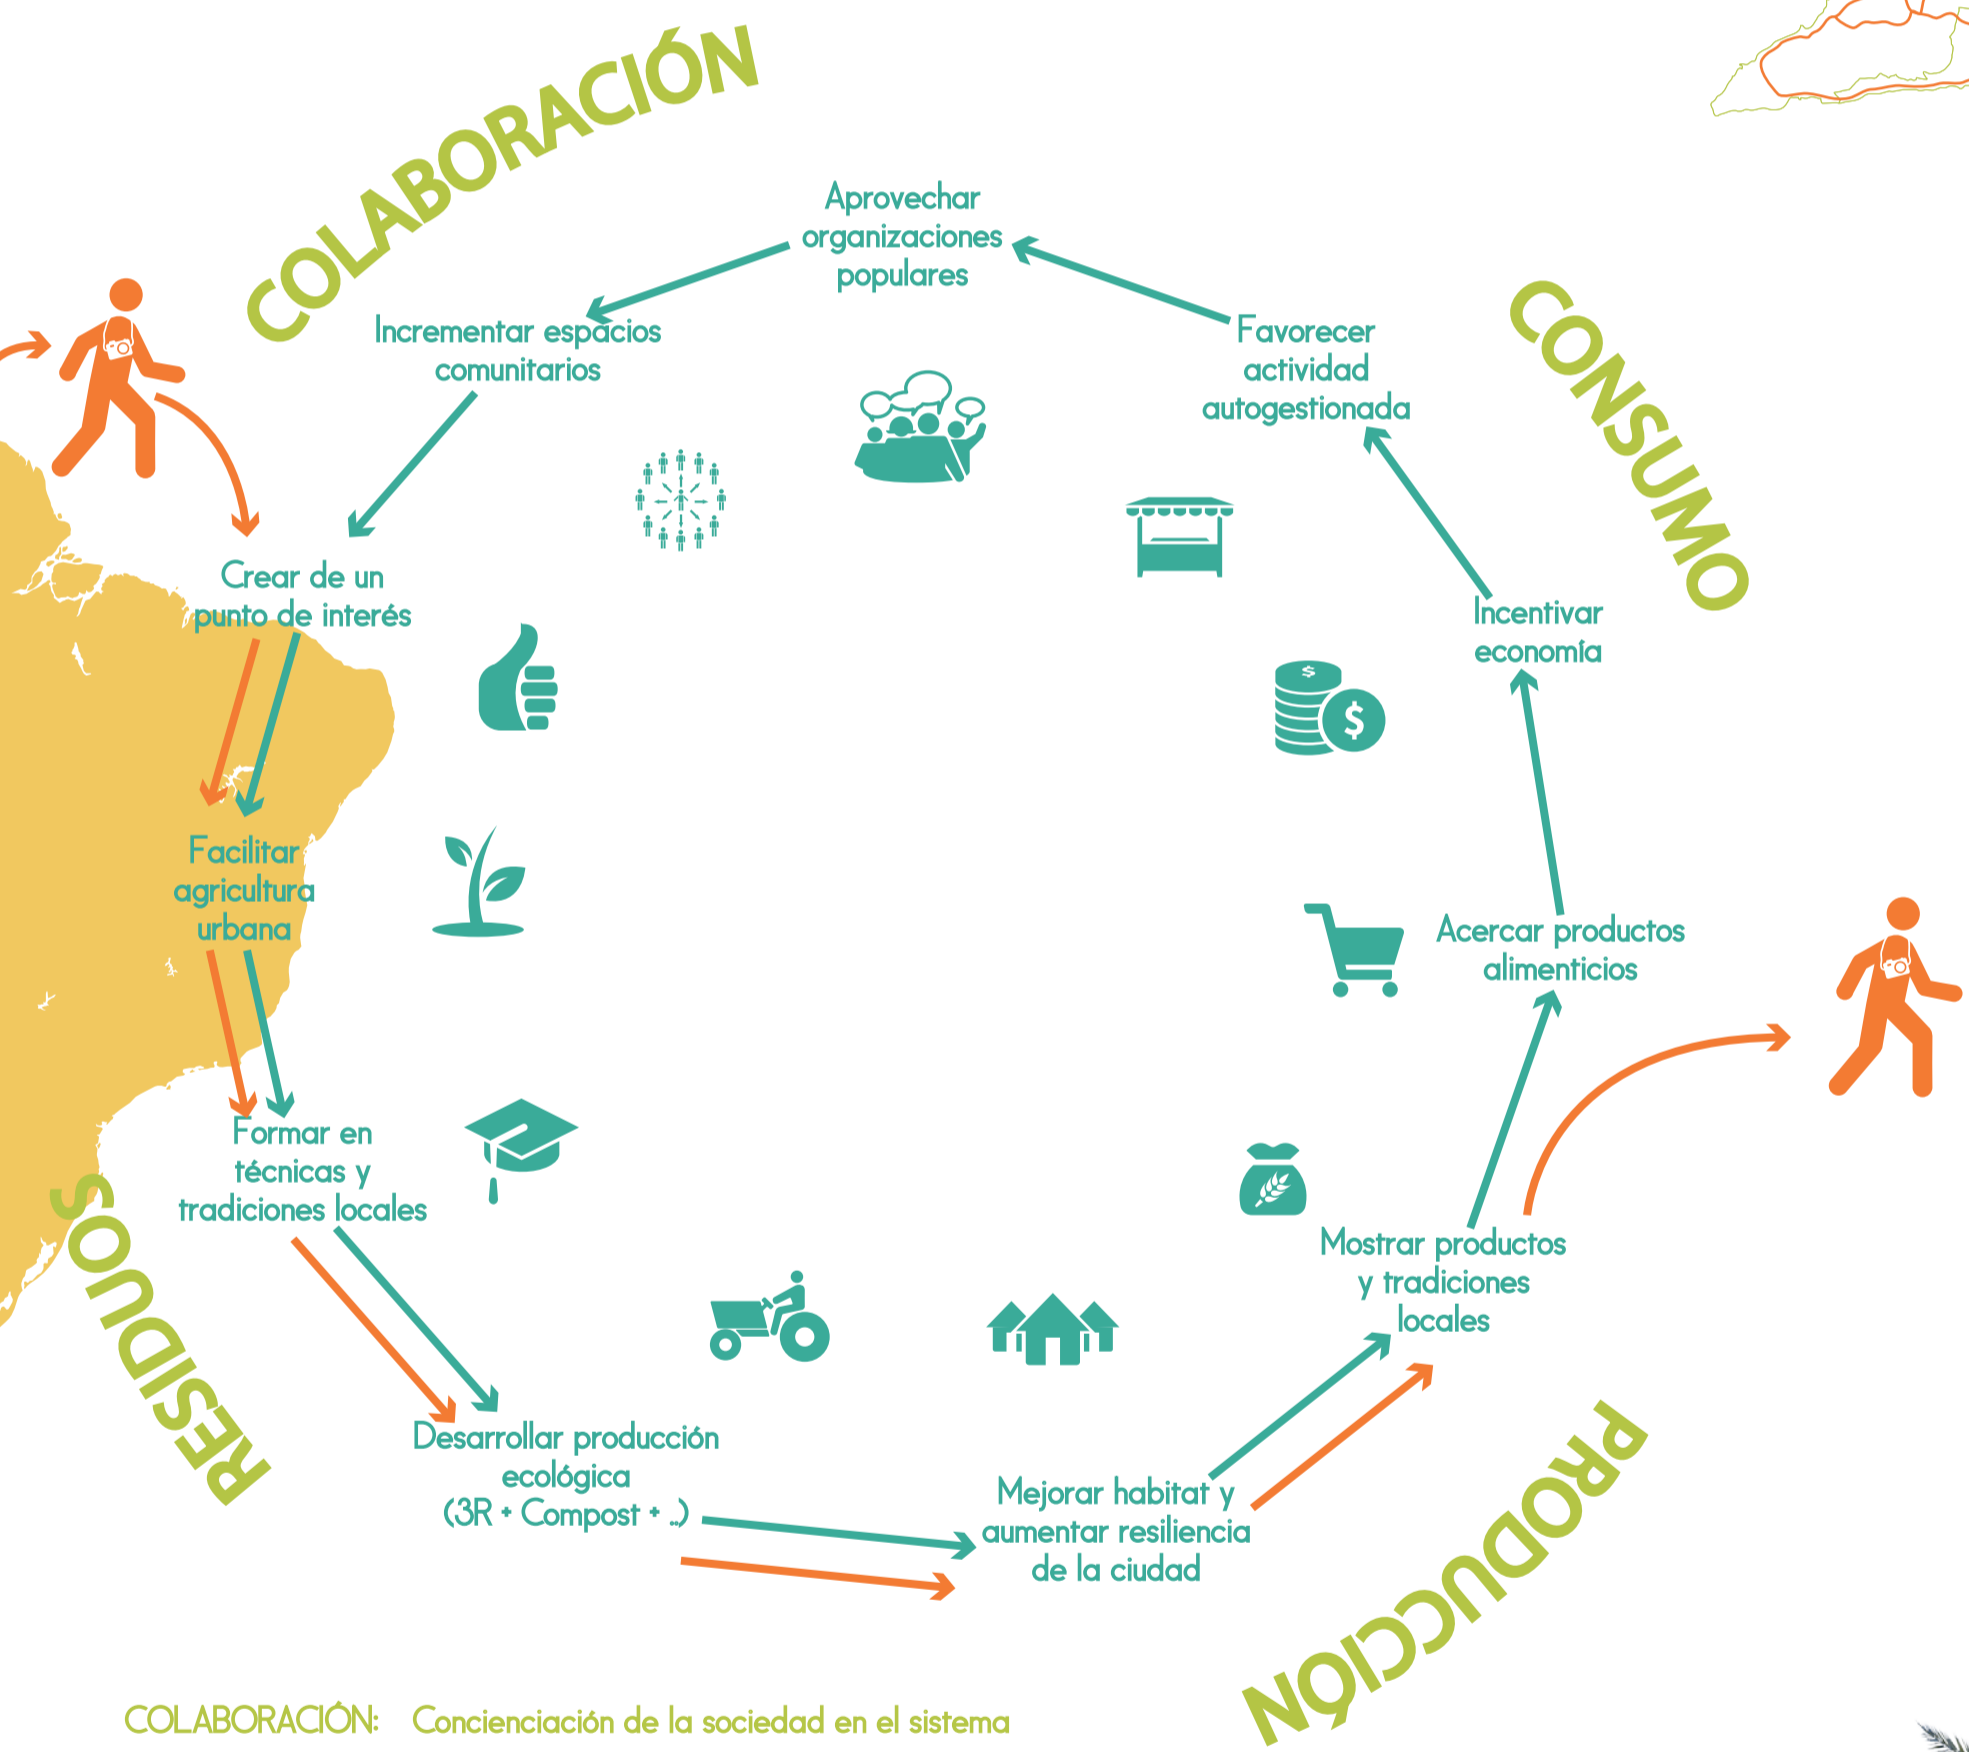 COLABORACIÓN
Aprovechar
organizaciones
populares
Incrementar espacios
comunitarios
Favorecer
actividad
autogestionada
CONSUMO
Crear de un
punto de interés
Incentivar
economía
Facilitar
agricultura
urbana
Acercar productos
alimenticios
Formar en
técnicas y
tradiciones locales
RESIDUOS
Mostrar productos
y tradiciones
locales
Desarrollar producción
ecológica
(3R + Compost + ..)
Mejorar habitat y
aumentar resiliencia
de la ciudad
PRODUCCIÓN
COLABORACIÓN: Concienciación de la sociedad en el sistema
$
$